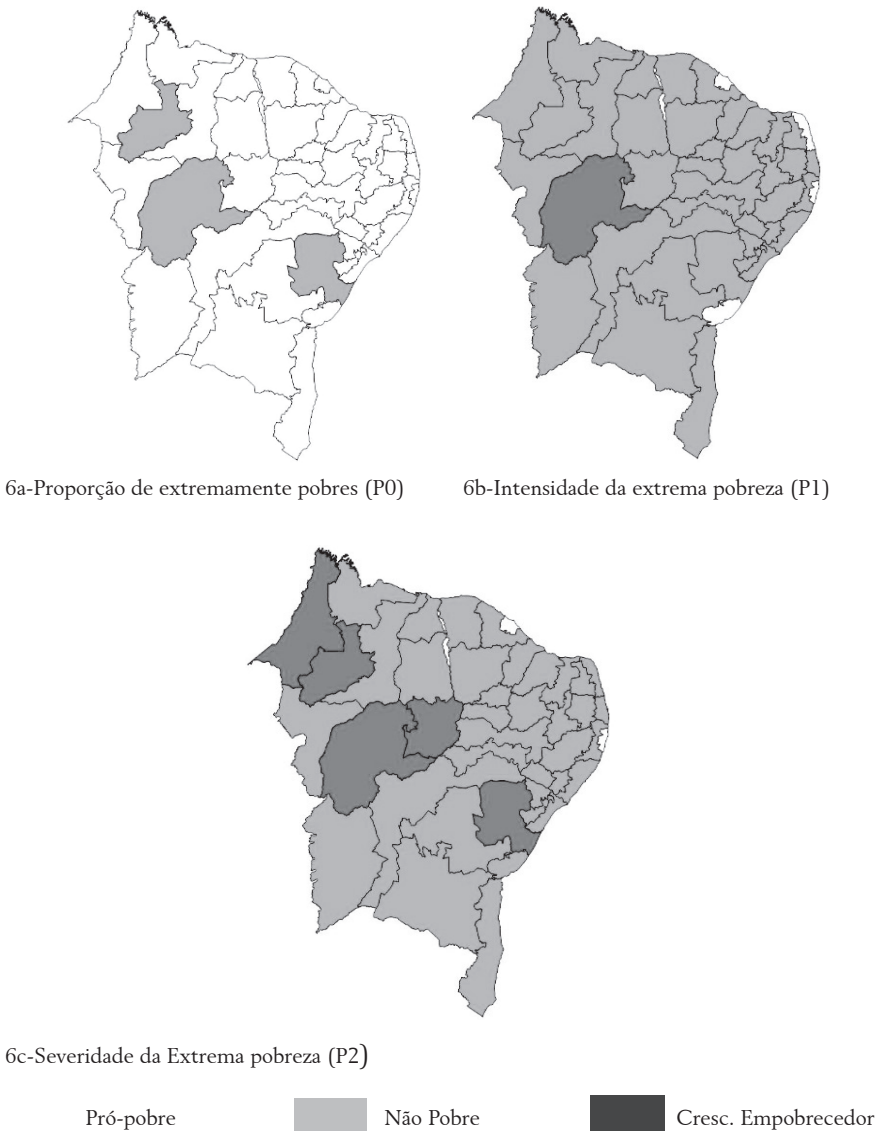 6a-Proporção de extremamente pobres (P0)
6b-Intensidade da extrema pobreza (P1)
6c-Severidade da Extrema pobreza (P2)
Pró-pobre
Não Pobre
Cresc. Empobrecedor